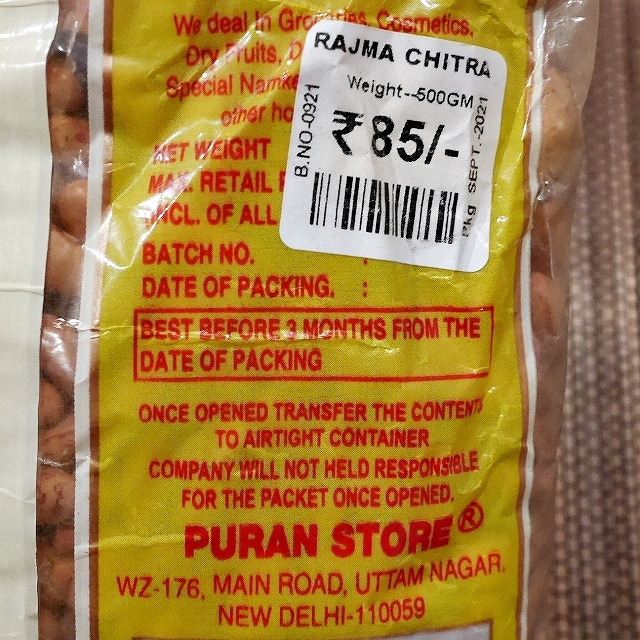 We deal in Groceries, Cosmetics,
Dry Fruits, D
Special Namke
other ho
RAJMA CHITRA
Weight--500GM
₹85/-
B.NO-0921
Pkg SEPT.-2021
NET WEIGHT
MAX. RETAIL P
(INCL. OF ALL
BATCH NO. :
DATE OF PACKING. :
BEST BEFORE 3 MONTHS FROM THE
DATE OF PACKING
ONCE OPENED TRANSFER THE CONTENTS
TO AIRTIGHT CONTAINER
COMPANY WILL NOT HELD RESPONSIBLE
FOR THE PACKET ONCE OPENED.
PURAN STORE®
WZ-176, MAIN ROAD, UTTAM NAGAR.
NEW DELHI-110059